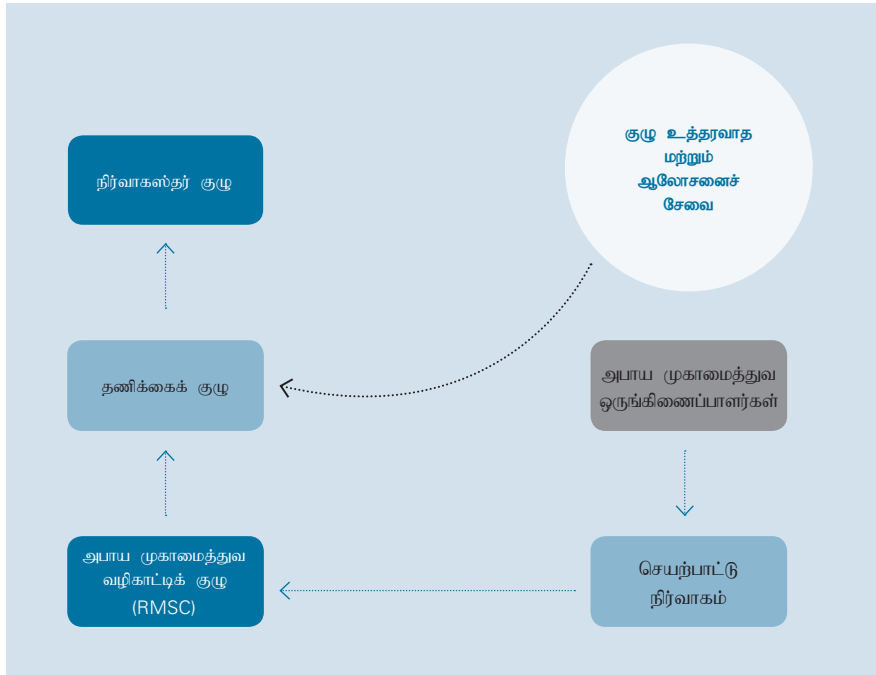 குழு உத்தரவாத
மற்றும்
ஆலோசனைச்
சேவை
நிர்வாகஸ்தர் குழு
தணிக்கைக் குழு
அபாய முகாமைத்துவ
ஒருங்கிணைப்பாளர்கள்
அபாய முகாமைத்துவ
வழிகாட்டிக் குழு
(RMSC)
செயற்பாட்டு
நிர்வாகம்